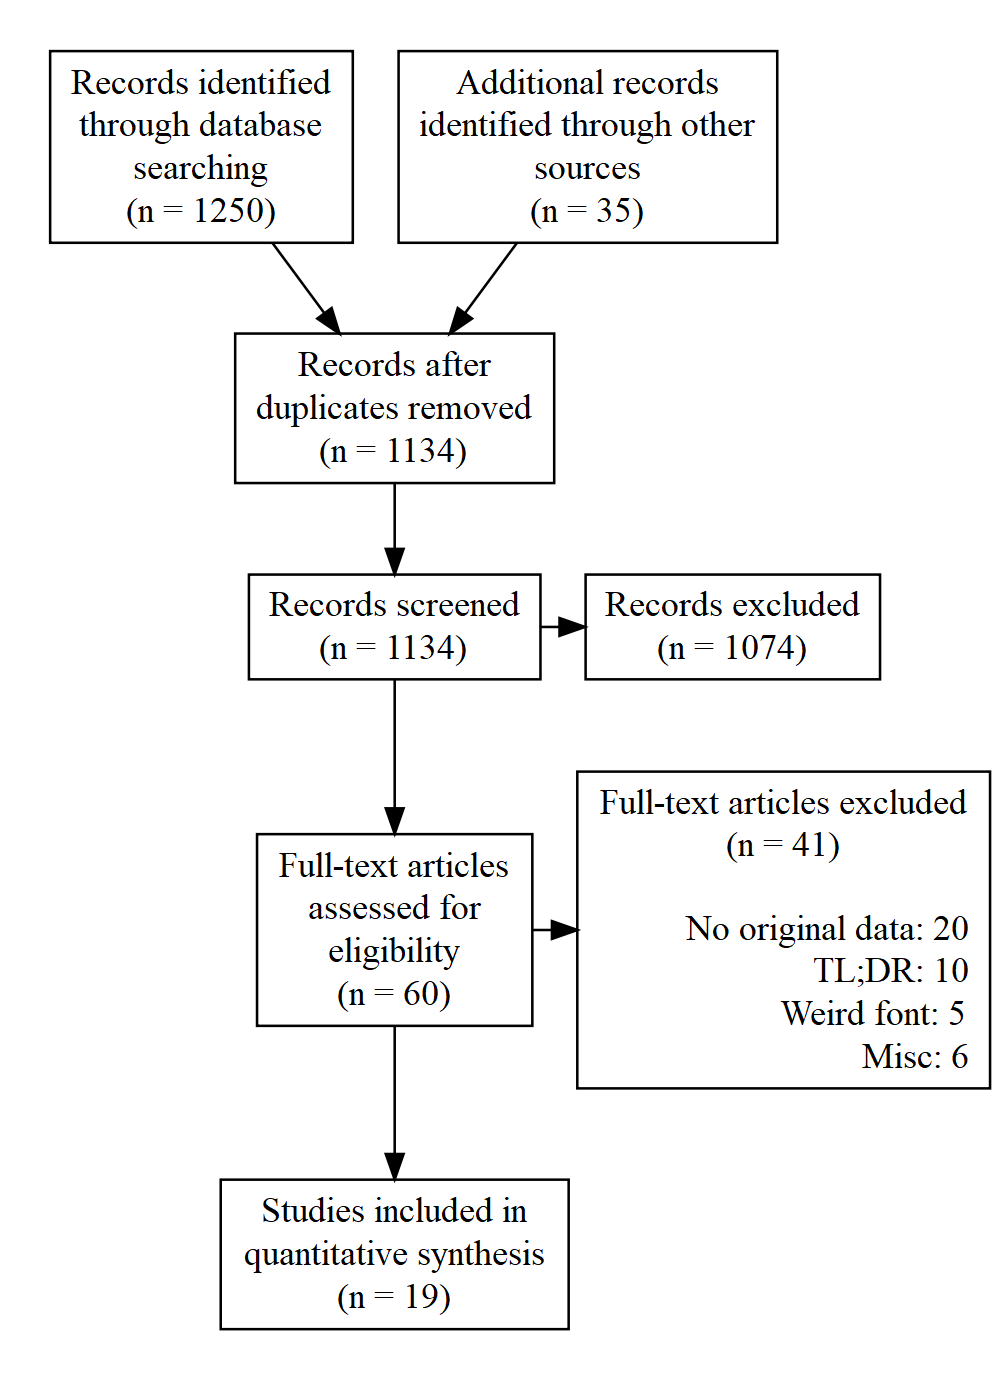 Records identified
through database
searching
(n = 1250)
Additional records
identified through other
sources
(n = 35)
Records after
duplicates removed
(n = 1134)
Records screened
(n = 1134)
Records excluded
(n = 1074)
Full-text articles
assessed for
eligibility
(n = 60)
Full-text articles excluded
(n = 41)
No original data: 20
TL;DR: 10
Weird font: 5
Misc: 6
Studies included in
quantitative synthesis
(n = 19)